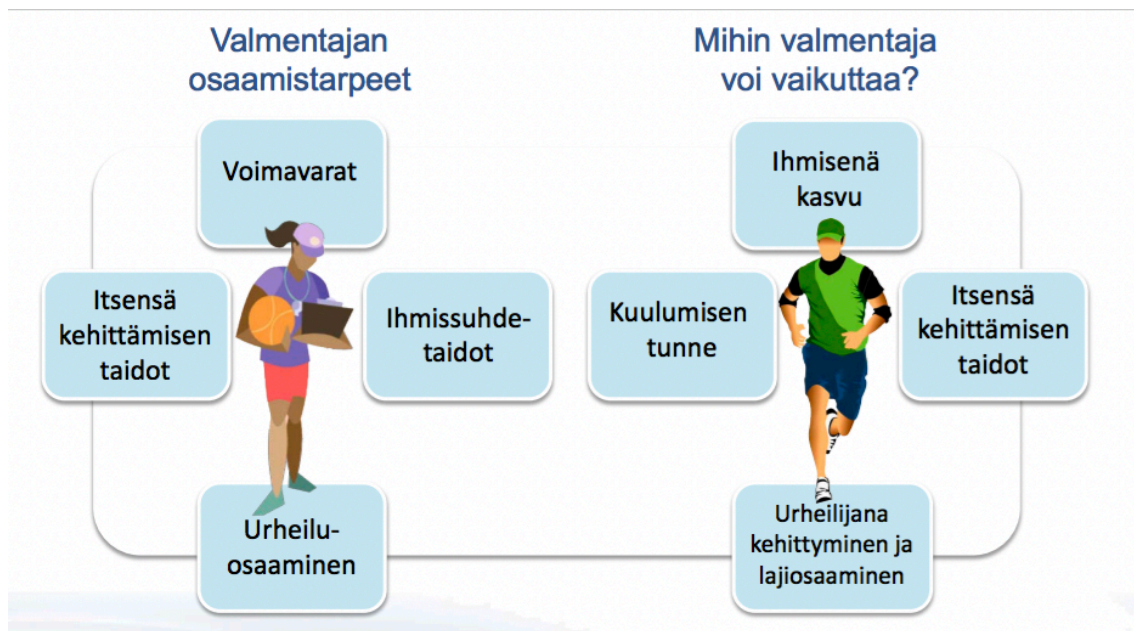 Valmentajan
osaamistarpeet
Voimavarat
Itsensä
kehittämisen
taidot
Ihmissuhde-
taidot
Urheilu-
osaaminen
Mihin valmentaja
voi vaikuttaa?
Ihmisenä
kasvu
Kuulumisen
tunne
Itsensä
kehittämisen
taidot
Urheilijana
kehittyminen ja
lajiosaaminen